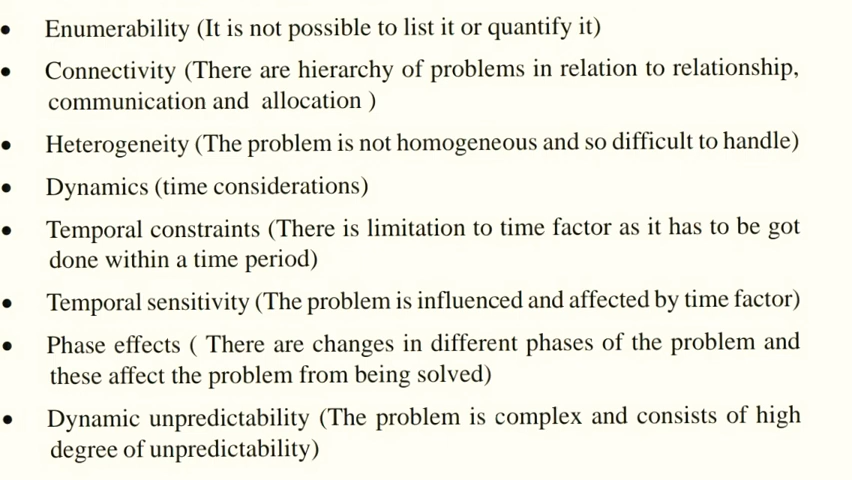 • Enumerability (It is not possible to list it or quantify it)
• Connectivity (There are hierarchy of problems in relation to relationship,
communication and allocation )
• Heterogeneity (The problem is not homogeneous and so difficult to handle)
• Dynamics (time considerations)
• Temporal constraints (There is limitation to time factor as it has to be got
done within a time period)
• Temporal sensitivity (The problem is influenced and affected by time factor)
• Phase effects ( There are changes in different phases of the problem and
these affect the problem from being solved)
• Dynamic unpredictability (The problem is complex and consists of high
degree of unpredictability)